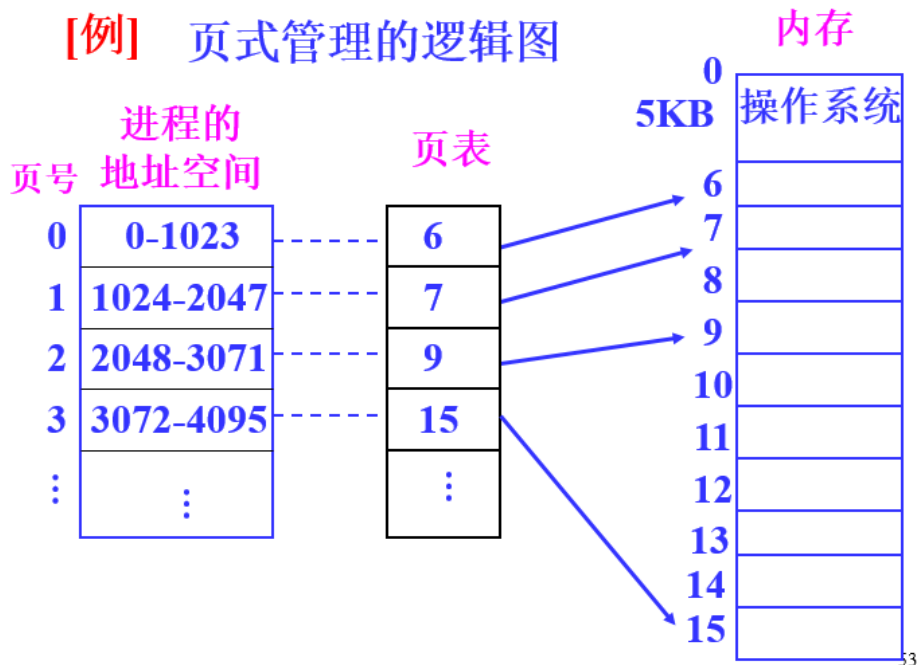 [例] 页式管理的逻辑图
内存
0
5KB 操作系统
进程的
地址空间
页号
页表
0 0-1023 6
1 1024-2047 7
2 2048-3071 9
3 3072-4095 15
⋮ ⋮ ⋮
6
7
8
9
10
11
12
13
14
15
53